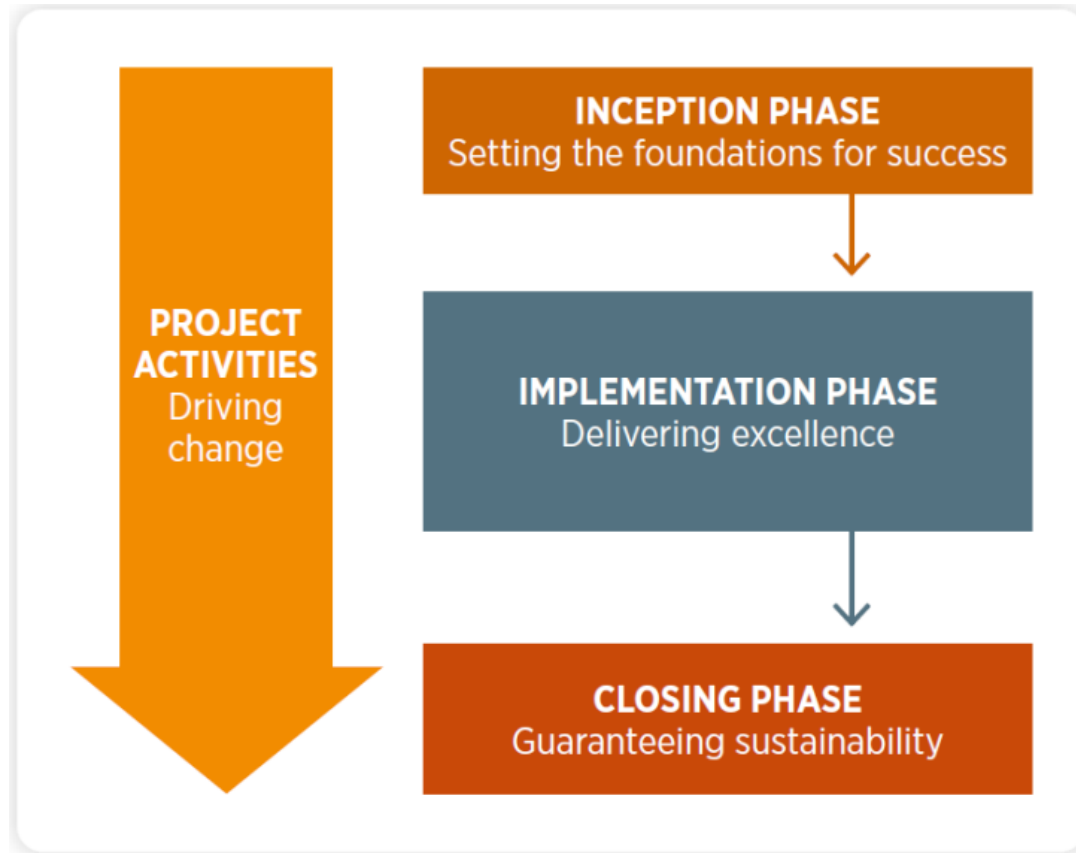 PROJECT
ACTIVITIES
Driving
change
INCEPTION PHASE
Setting the foundations for success
IMPLEMENTATION PHASE
Delivering excellence
CLOSING PHASE
Guaranteeing sustainability